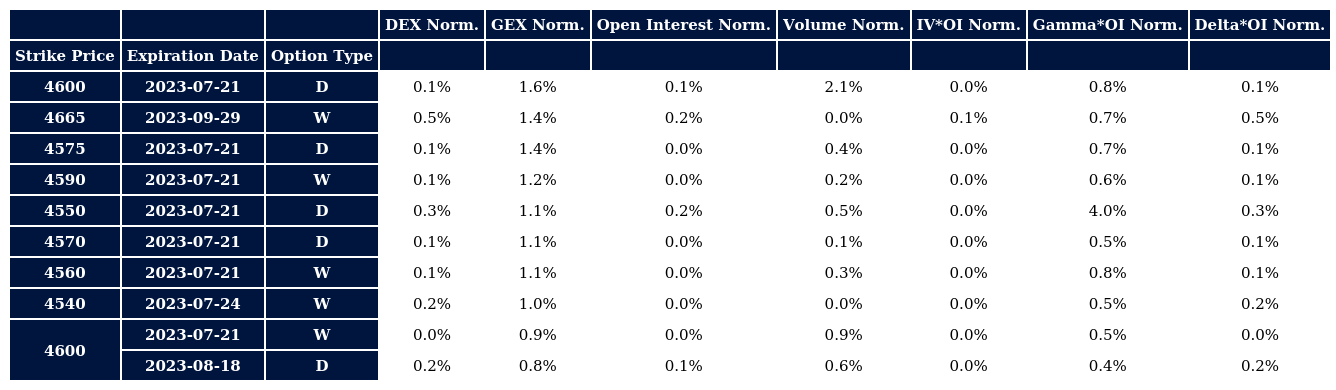 DEX Norm. GEX Norm. Open Interest Norm. Volume Norm. IV*OI Norm. Gamma*OI Norm. Delta*OI Norm.
Strike Price Expiration Date Option Type
4600 2023-07-21 D 0.1% 1.6% 0.1% 2.1% 0.0% 0.8% 0.1%
4665 2023-09-29 W 0.5% 1.4% 0.2% 0.0% 0.1% 0.7% 0.5%
4575 2023-07-21 D 0.1% 1.4% 0.0% 0.4% 0.0% 0.7% 0.1%
4590 2023-07-21 W 0.1% 1.2% 0.0% 0.2% 0.0% 0.6% 0.1%
4550 2023-07-21 D 0.3% 1.1% 0.2% 0.5% 0.0% 4.0% 0.3%
4570 2023-07-21 D 0.1% 1.1% 0.0% 0.1% 0.0% 0.5% 0.1%
4560 2023-07-21 W 0.1% 1.1% 0.0% 0.3% 0.0% 0.8% 0.1%
4540 2023-07-24 W 0.2% 1.0% 0.0% 0.0% 0.0% 0.5% 0.2%
4600 2023-07-21 W 0.0% 0.9% 0.0% 0.9% 0.0% 0.5% 0.0%
2023-08-18 D 0.2% 0.8% 0.1% 0.6% 0.0% 0.4% 0.2%